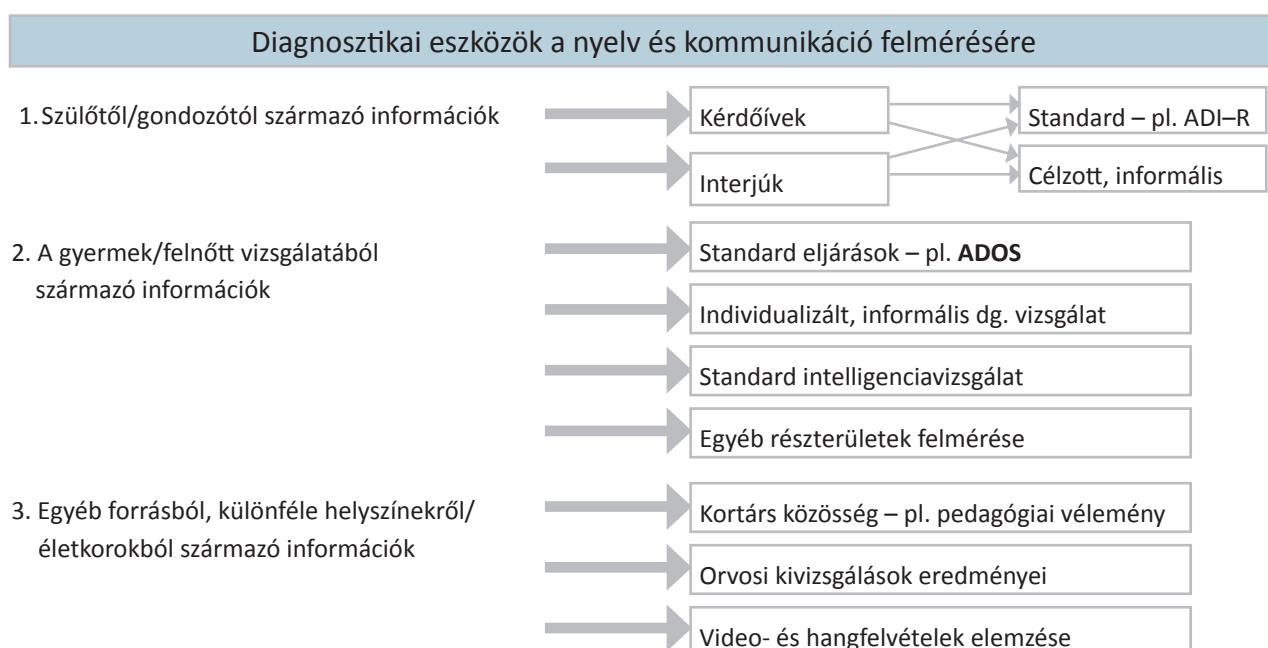 Diagnosztikai eszközök a nyelv és kommunikáció felmérésére
1. Szülőtől/gondozótól származó információk
Kérdőívek
Standard – pl. ADI–R
Interjúk
Célzott, informális
2. A gyermek/felnőtt vizsgálatából
származó információk
Standard eljárások – pl. ADOS
Individualizált, informális dg. vizsgálat
Standard intelligenciavizsgálat
Egyéb részterületek felmérése
3. Egyéb forrásból, különféle helyszínekről/
életkorokból származó információk
Kortárs közösség – pl. pedagógiai vélemény
Orvosi kivizsgálások eredményei
Video- és hangfelvételek elemzése